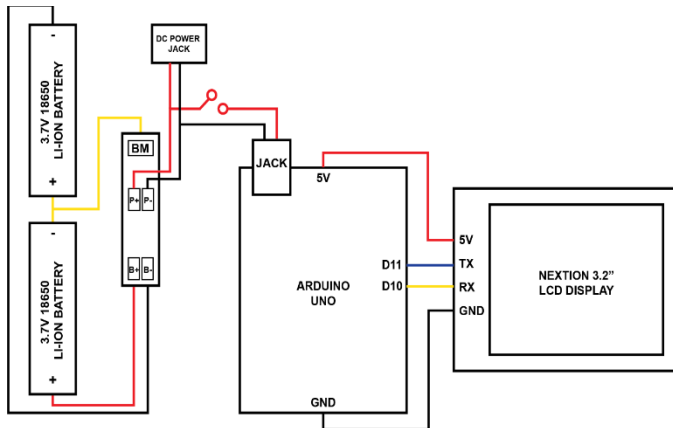 -
3.7V 18650
LI-ION BATTERY
+
-
3.7V 18650
LI-ION BATTERY
+
DC POWER
JACK
BM
P+
P-
B+
B-
JACK
5V
D11
D10
ARDUINO
UNO
GND
5V
TX
RX
GND
NEXTION 3.2"
LCD DISPLAY